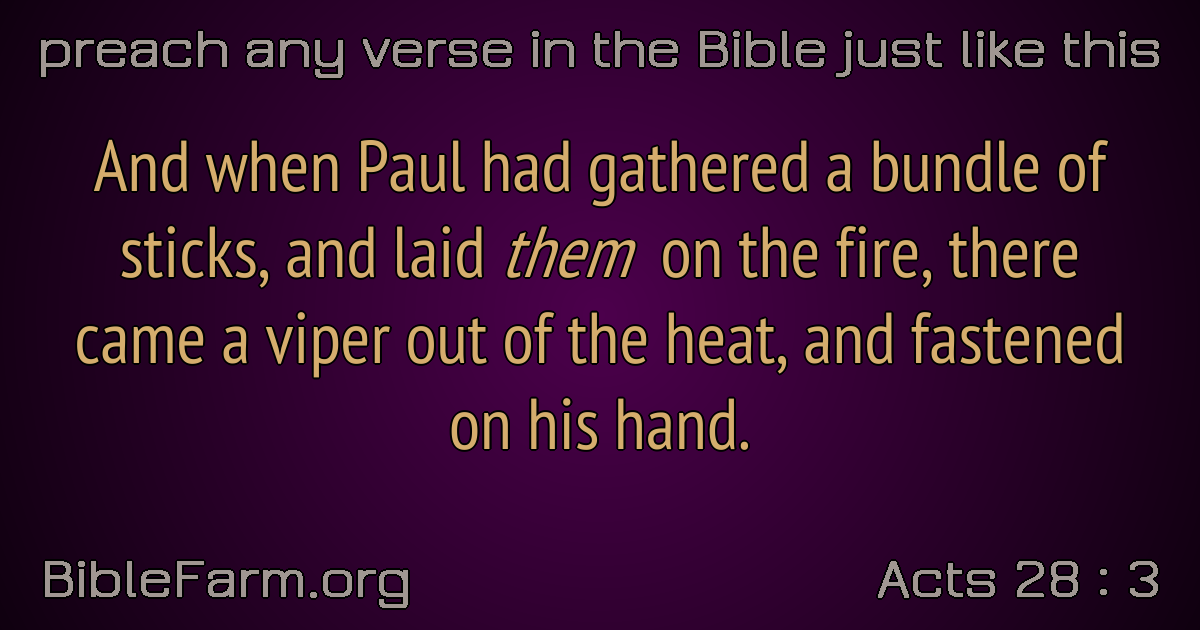 preach any verse in the Bible just like this
And when Paul had gathered a bundle of
sticks, and laid them on the fire, there
came a viper out of the heat, and fastened
on his hand.
BibleFarm.org
Acts 28 : 3